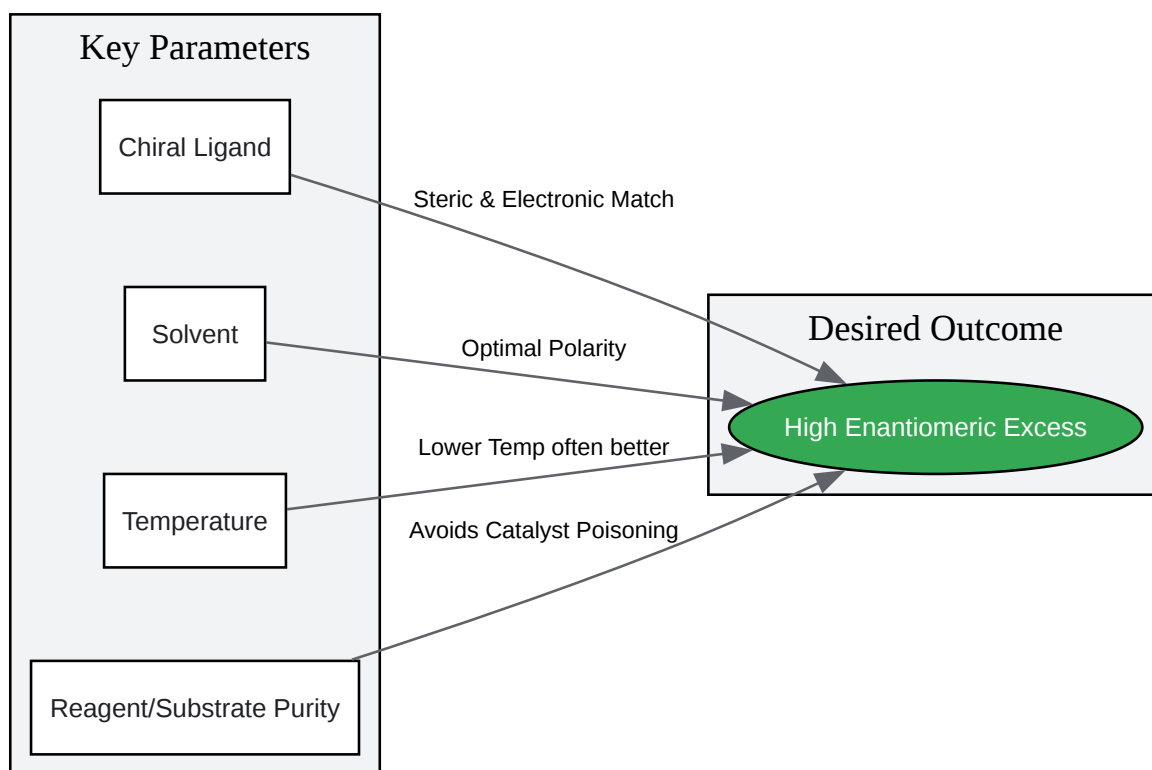 Key Parameters
Chiral Ligand
Steric & Electronic Match
Solvent
Optimal Polarity
Desired Outcome
High Enantiomeric Excess
Lower Temp often better
Temperature
Avoids Catalyst Poisoning
Reagent/Substrate Purity